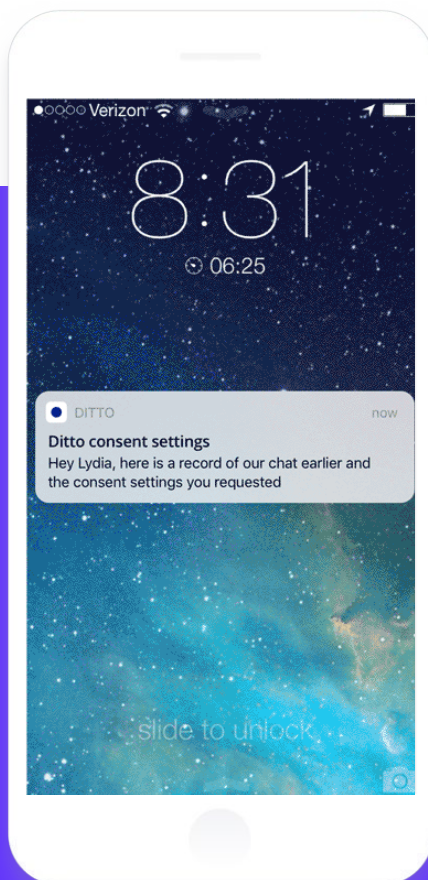 Verizon
8:31
06:25
DITTO now
Ditto consent settings
Hey Lydia, here is a record of our chat earlier and
the consent settings you requested
slide to unlock